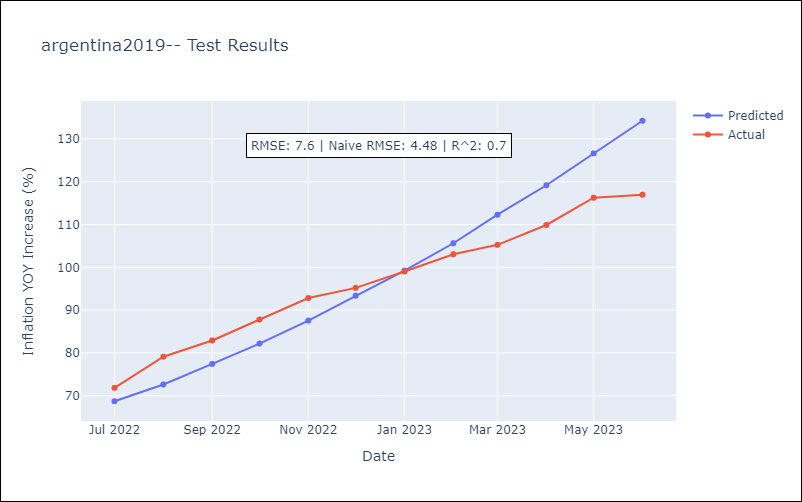 argentina2019-- Test Results
RMSE: 7.6 | Naive RMSE: 4.48 | R^2: 0.7
Predicted
Actual
Inflation YOY Increase (%)
130
120
110
100
90
80
70
Jul 2022
Sep 2022
Nov 2022
Jan 2023
Mar 2023
May 2023
Date